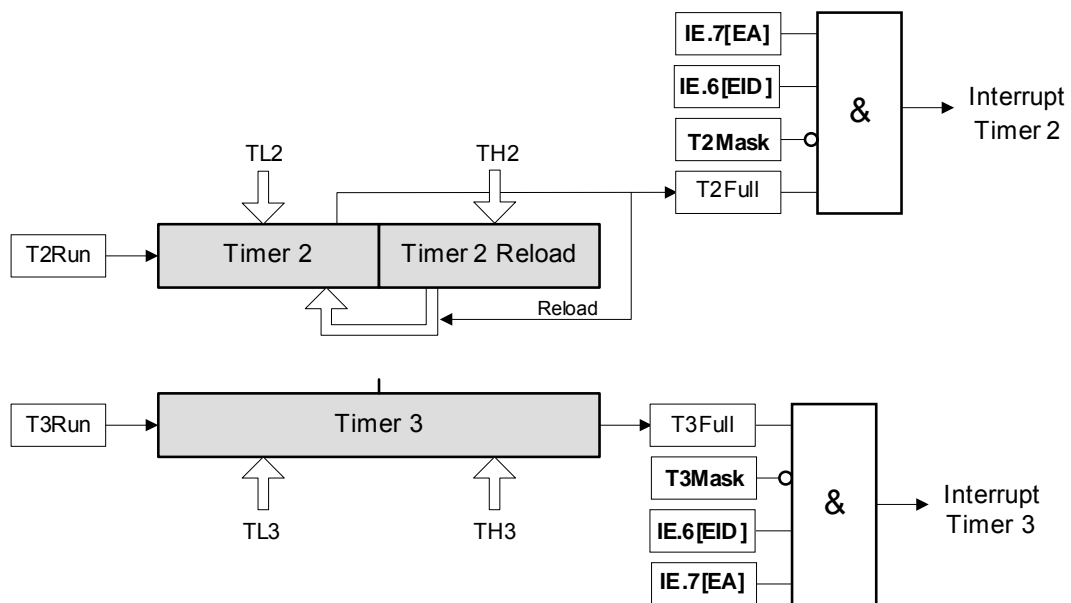 IE.7[EA]
IE.6[EID]
T2Mask
T2Full
&
Interrupt
Timer 2
TL2
TH2
T2Run
Timer 2
Timer 2 Reload
Reload
T3Run
Timer 3
TL3
TH3
T3Full
T3Mask
IE.6[EID]
IE.7[EA]
&
Interrupt
Timer 3